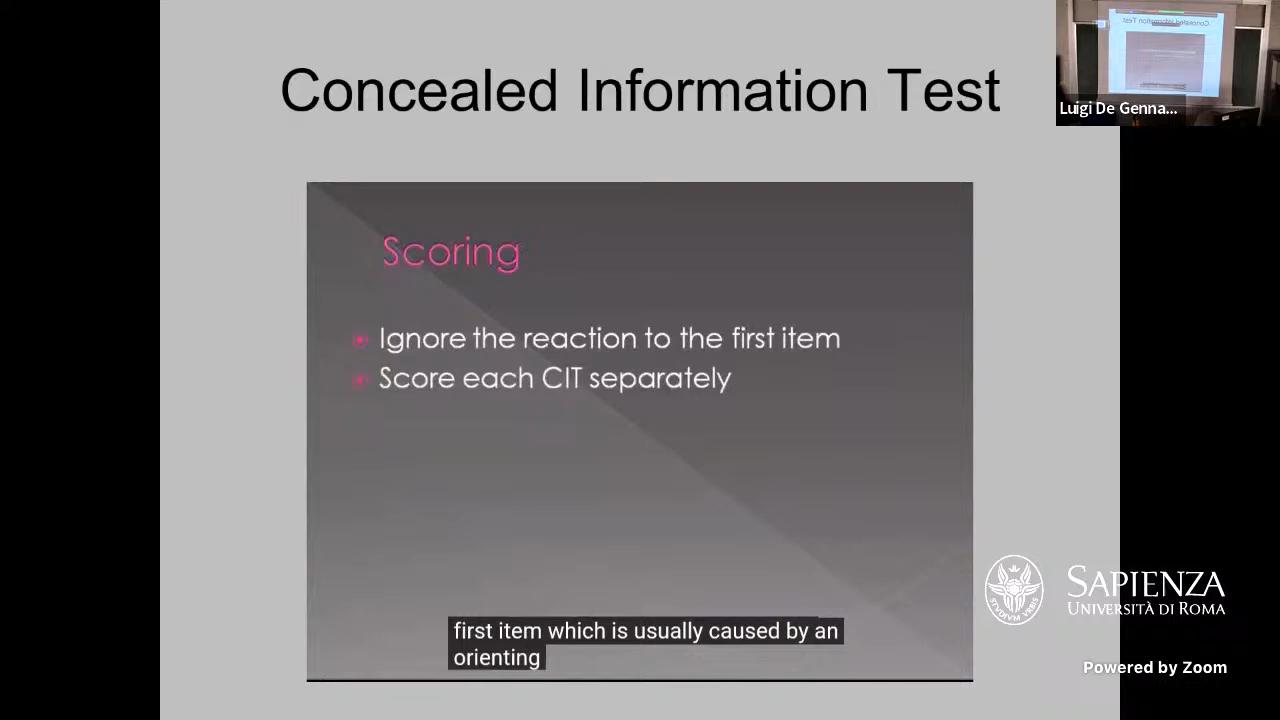 Concealed Information Test
Luigi De Genna...
Scoring
Ignore the reaction to the first item
Score each CIT separately
first item which is usually caused by an
orienting
SAPIENZA
UNIVERSITÀ DI ROMA
Powered by Zoom